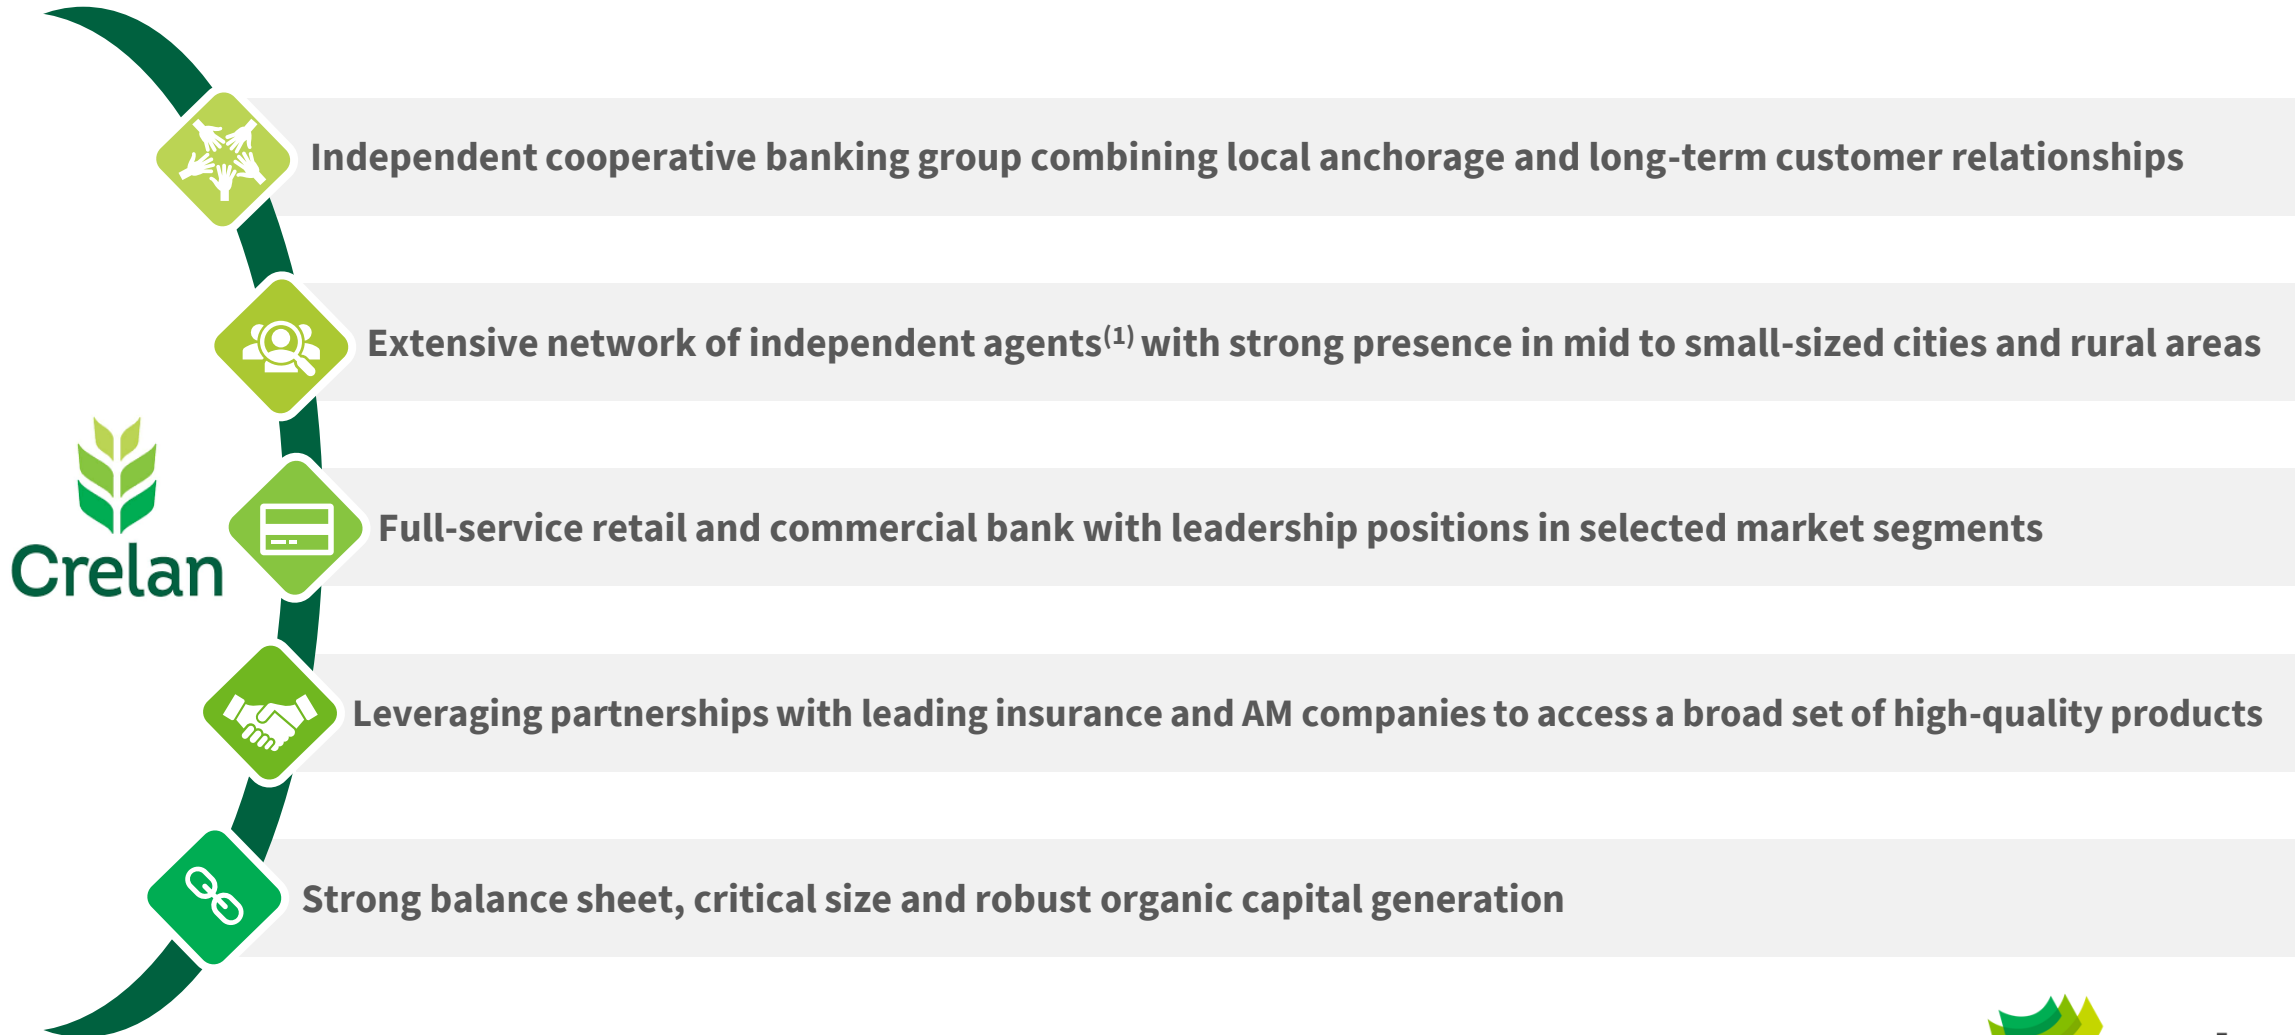 Independent cooperative banking group combining local anchorage and long-term customer relationships
Extensive network of independent agents(1) with strong presence in mid to small-sized cities and rural areas
Crelan
Full-service retail and commercial bank with leadership positions in selected market segments
Leveraging partnerships with leading insurance and AM companies to access a broad set of high-quality products
Strong balance sheet, critical size and robust organic capital generation